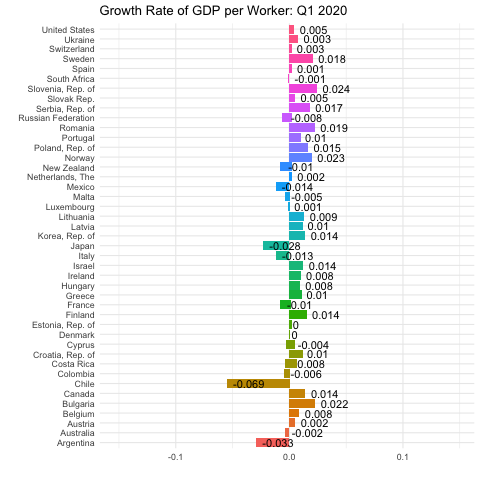 Growth Rate of GDP per Worker: Q1 2020
United States 0.005
Ukraine 0.003
Switzerland 0.003
Sweden 0.018
Spain 0.001
South Africa -0.001
Slovenia, Rep. of 0.024
Slovak Rep. 0.005
Serbia, Rep. of 0.017
Russian Federation -0.008
Romania 0.019
Portugal 0.01
Poland, Rep. of 0.015
Norway 0.023
New Zealand -0.01
Netherlands, The 0.002
Mexico -0.014
Malta -0.005
Luxembourg 0.001
Lithuania 0.009
Latvia 0.01
Korea, Rep. of 0.014
Japan -0.028
Italy -0.013
Israel 0.014
Ireland 0.008
Hungary 0.008
Greece 0.01
France -0.01
Finland 0.014
Estonia, Rep. of 0
Denmark 0
Cyprus -0.004
Croatia, Rep. of 0.01
Costa Rica 0.008
Colombia -0.006
Chile -0.069
Canada 0.014
Bulgaria 0.022
Belgium 0.008
Austria 0.002
Australia -0.002
Argentina -0.033
-0.1 0.0 0.1